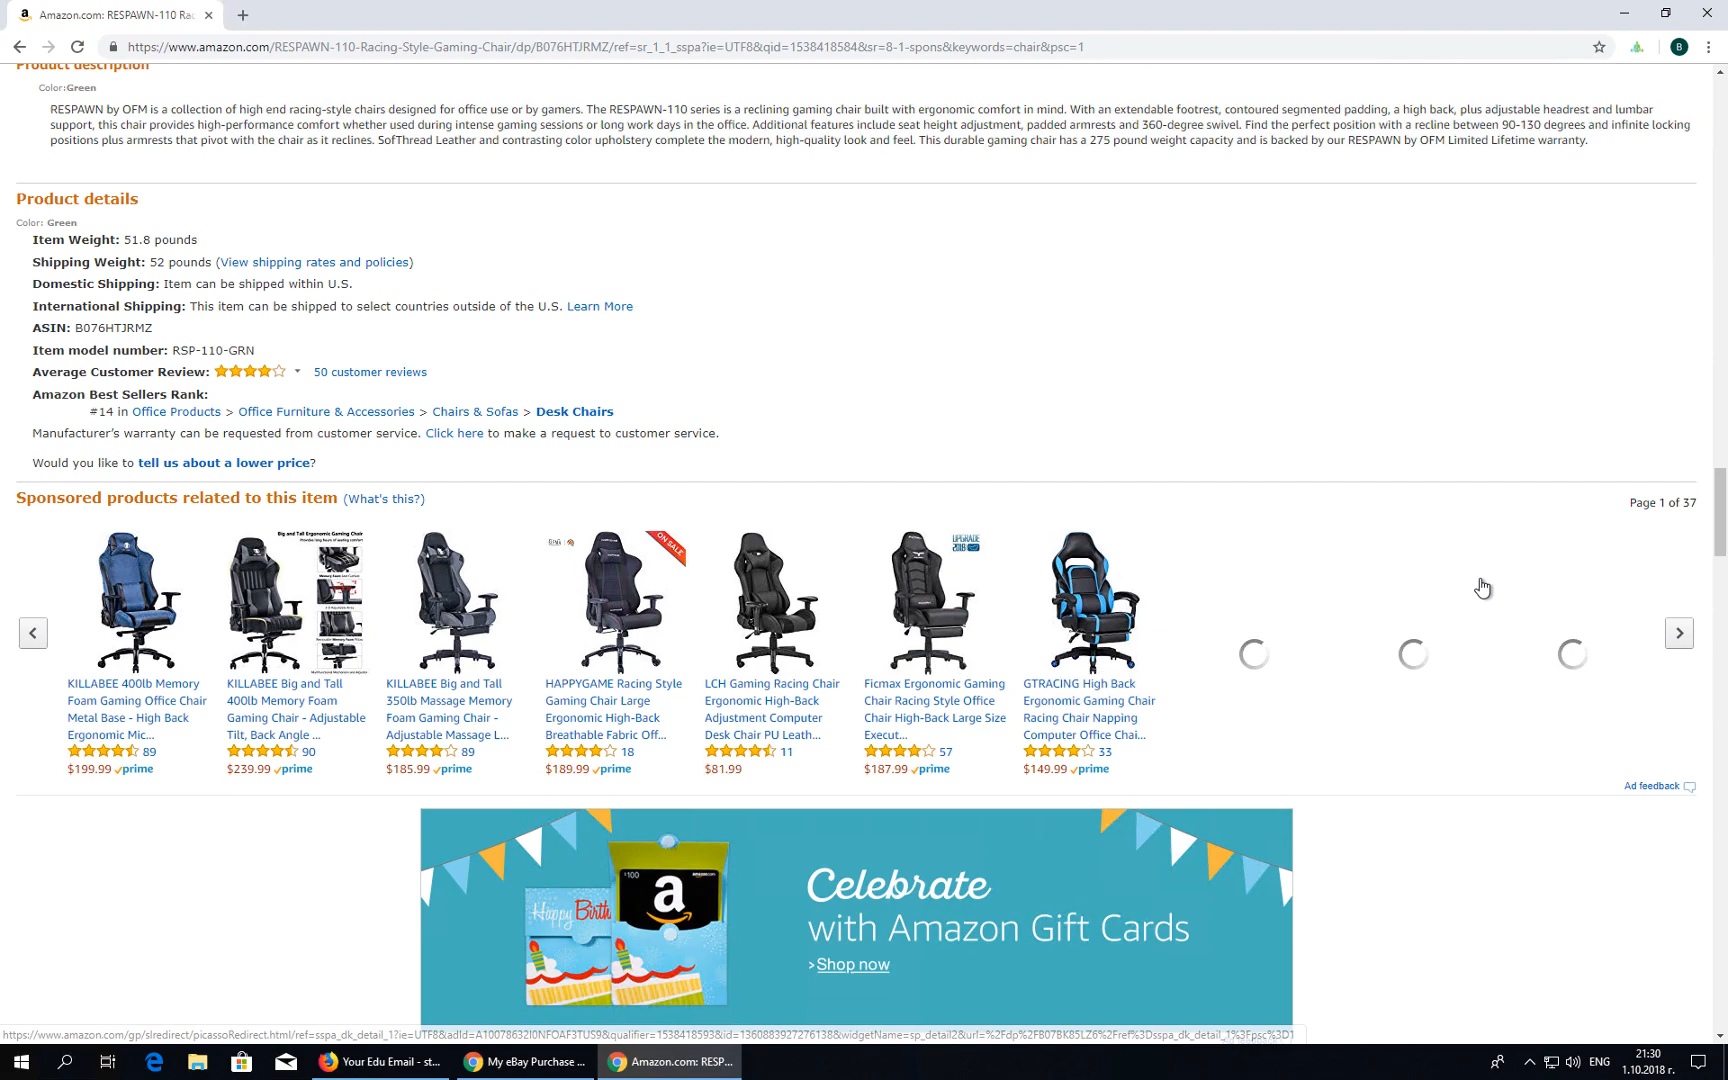 Amazon.com: RESPAWN-110 Rac
https://www.amazon.com/RESPAWN-110-Racing-Style-Gaming-Chair/dp/B076HTJRMZ/ref=sr_1_1_sspa?ie=UTF8&qid=1538418584&sr=8-1-spons&keywords=chair&psc=1
B
Product description
Color:Green
RESPAWN by OFM is a collection of high end racing-style chairs designed for office use or by gamers. The RESPAWN-110 series is a reclining gaming chair built with ergonomic comfort in mind. With an extendable footrest, contoured segmented padding, a high back, plus adjustable headrest and lumbar
support, this chair provides high-performance comfort whether used during intense gaming sessions or long work days in the office. Additional features include seat height adjustment, padded armrests and 360-degree swivel. Find the perfect position with a recline between 90-130 degrees and infinite locking
positions plus armrests that pivot with the chair as it reclines. SofThread Leather and contrasting color upholstery complete the modern, high-quality look and feel. This durable gaming chair has a 275 pound weight capacity and is backed by our RESPAWN by OFM Limited Lifetime warranty.
Product details
Color: Green
Item Weight: 51.8 pounds
Shipping Weight: 52 pounds (View shipping rates and policies)
Domestic Shipping: Item can be shipped within U.S.
International Shipping: This item can be shipped to select countries outside of the U.S. Learn More
ASIN: B076HTJRMZ
Item model number: RSP-110-GRN
Average Customer Review: 50 customer reviews
Amazon Best Sellers Rank:
#14 in Office Products > Office Furniture & Accessories > Chairs & Sofas > Desk Chairs
Manufacturer's warranty can be requested from customer service. Click here to make a request to customer service.
Would you like to tell us about a lower price?
Sponsored products related to this item (What's this?)
Page 1 of 37
Big and Tall Ergonomic Gaming Chair
ON SALE
UPGRADE
KILLABEE 400lb Memory
Foam Gaming Office Chair
Metal Base - High Back
Ergonomic Mic...
89
$199.99 prime
KILLABEE Big and Tall
400lb Memory Foam
Gaming Chair - Adjustable
Tilt, Back Angle ...
90
$239.99 prime
KILLABEE Big and Tall
350lb Massage Memory
Foam Gaming Chair -
Adjustable Massage L...
89
$185.99 prime
HAPPYGAME Racing Style
Gaming Chair Large
Ergonomic High-Back
Breathable Fabric Off...
18
$189.99 prime
LCH Gaming Racing Chair
Ergonomic High-Back
Adjustment Computer
Desk Chair PU Leath...
11
$81.99
Ficmax Ergonomic Gaming
Chair Racing Style Office
Chair High-Back Large Size
Execut...
57
$187.99 prime
GTRACING High Back
Ergonomic Gaming Chair
Racing Chair Napping
Computer Office Chai...
33
$149.99 prime
Ad feedback
$100
a
Happy Birth
Celebrate
with Amazon Gift Cards
>Shop now
https://www.amazon.com/gp/slredirect/picassoRedirect.html/ref=sspa_dk_detail_1?ie=UTF8&adId=A10078632I0NFOAF3TUS9&qualifier=1538418593&id=1360883927276138&widgetName=sp_detail2&url=%2Fdp%2FB07BK85LZ6%2Fref%3Dsspa_dk_detail_1%3Fpsc%3D1
Your Edu Email - st...
My eBay Purchase ...
Amazon.com: RESP...
ENG
21:30
1.10.2018 г.